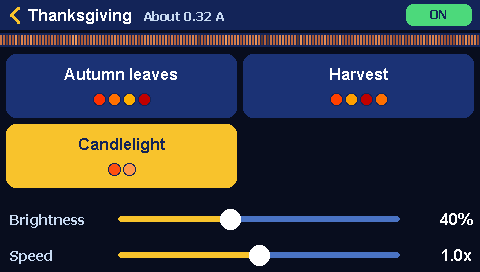 Thanksgiving About 0.32 A ON
Autumn leaves Harvest
Candlelight
Brightness 40%
Speed 1.0x